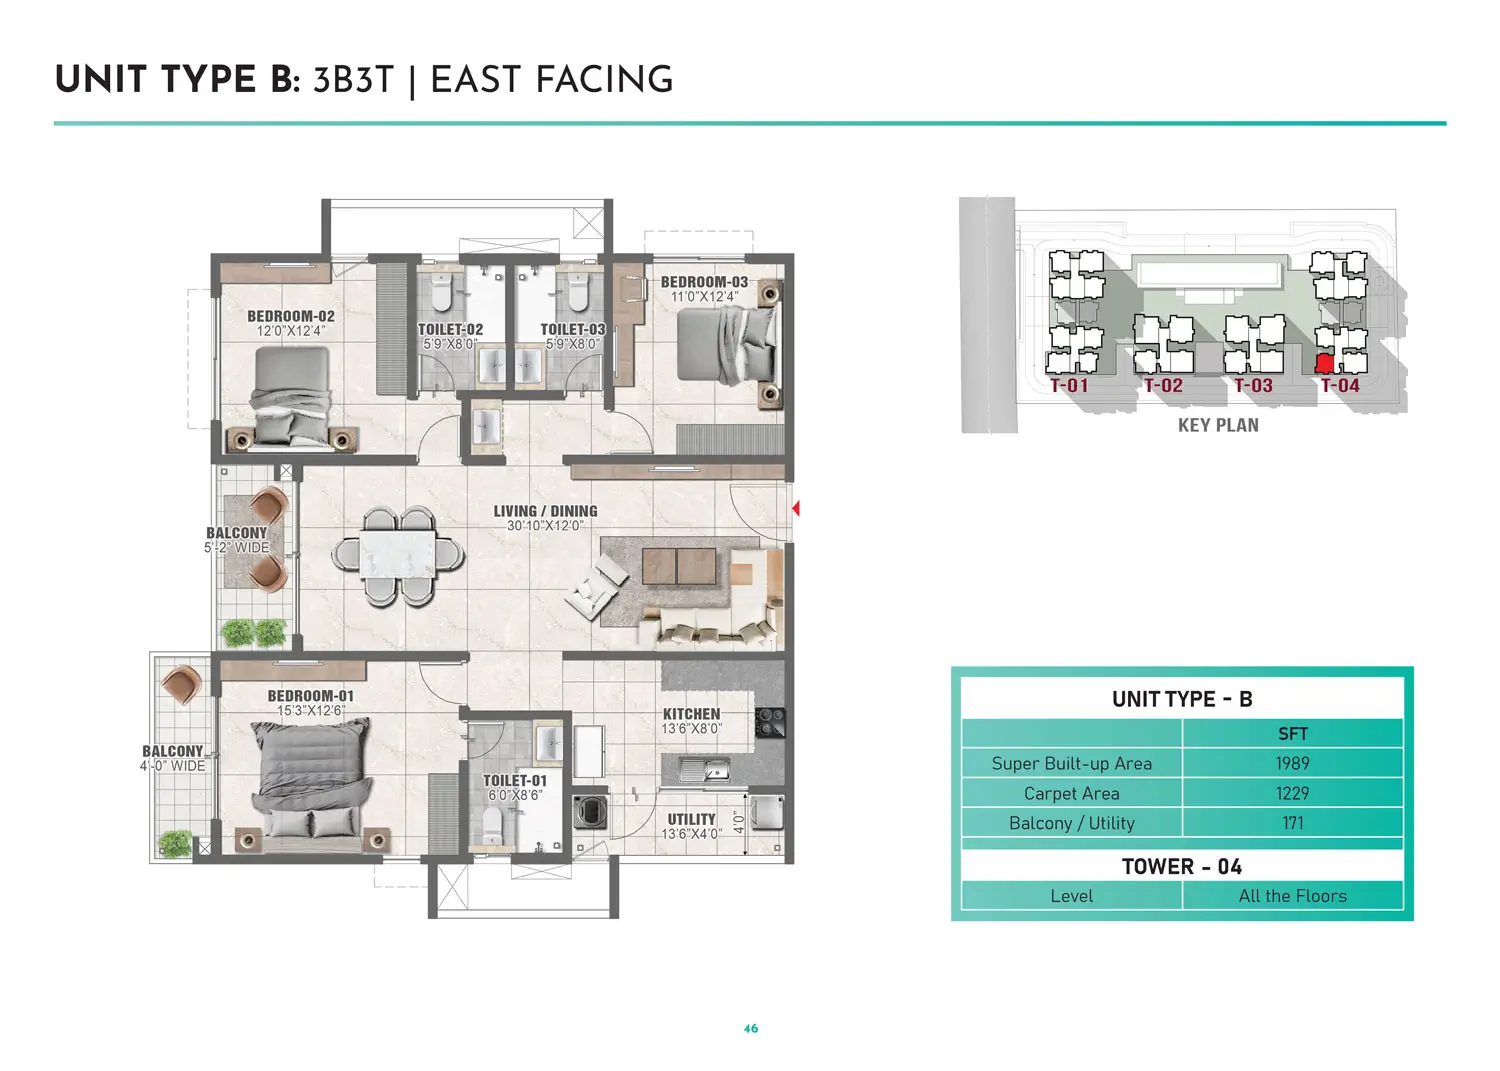 UNIT TYPE B: 3B3T | EAST FACING
BEDROOM-02
12'0"X12'4"
TOILET-02
5'9"X8'0"
TOILET-03
5'9"X8'0"
BEDROOM-03
11'0"X12'4"
LIVING / DINING
30'10"X12'0"
BALCONY
5'-2" WIDE
BEDROOM-01
15'3"X12'6"
BALCONY
4'-0" WIDE
TOILET-01
6'0"X8'6"
KITCHEN
13'6"X8'0"
UTILITY
13'6"X4'0"
4'0"
T-01
T-02
T-03
T-04
KEY PLAN
UNIT TYPE - B
SFT
Super Built-up Area 1989
Carpet Area 1229
Balcony / Utility 171
TOWER - 04
Level All the Floors
46